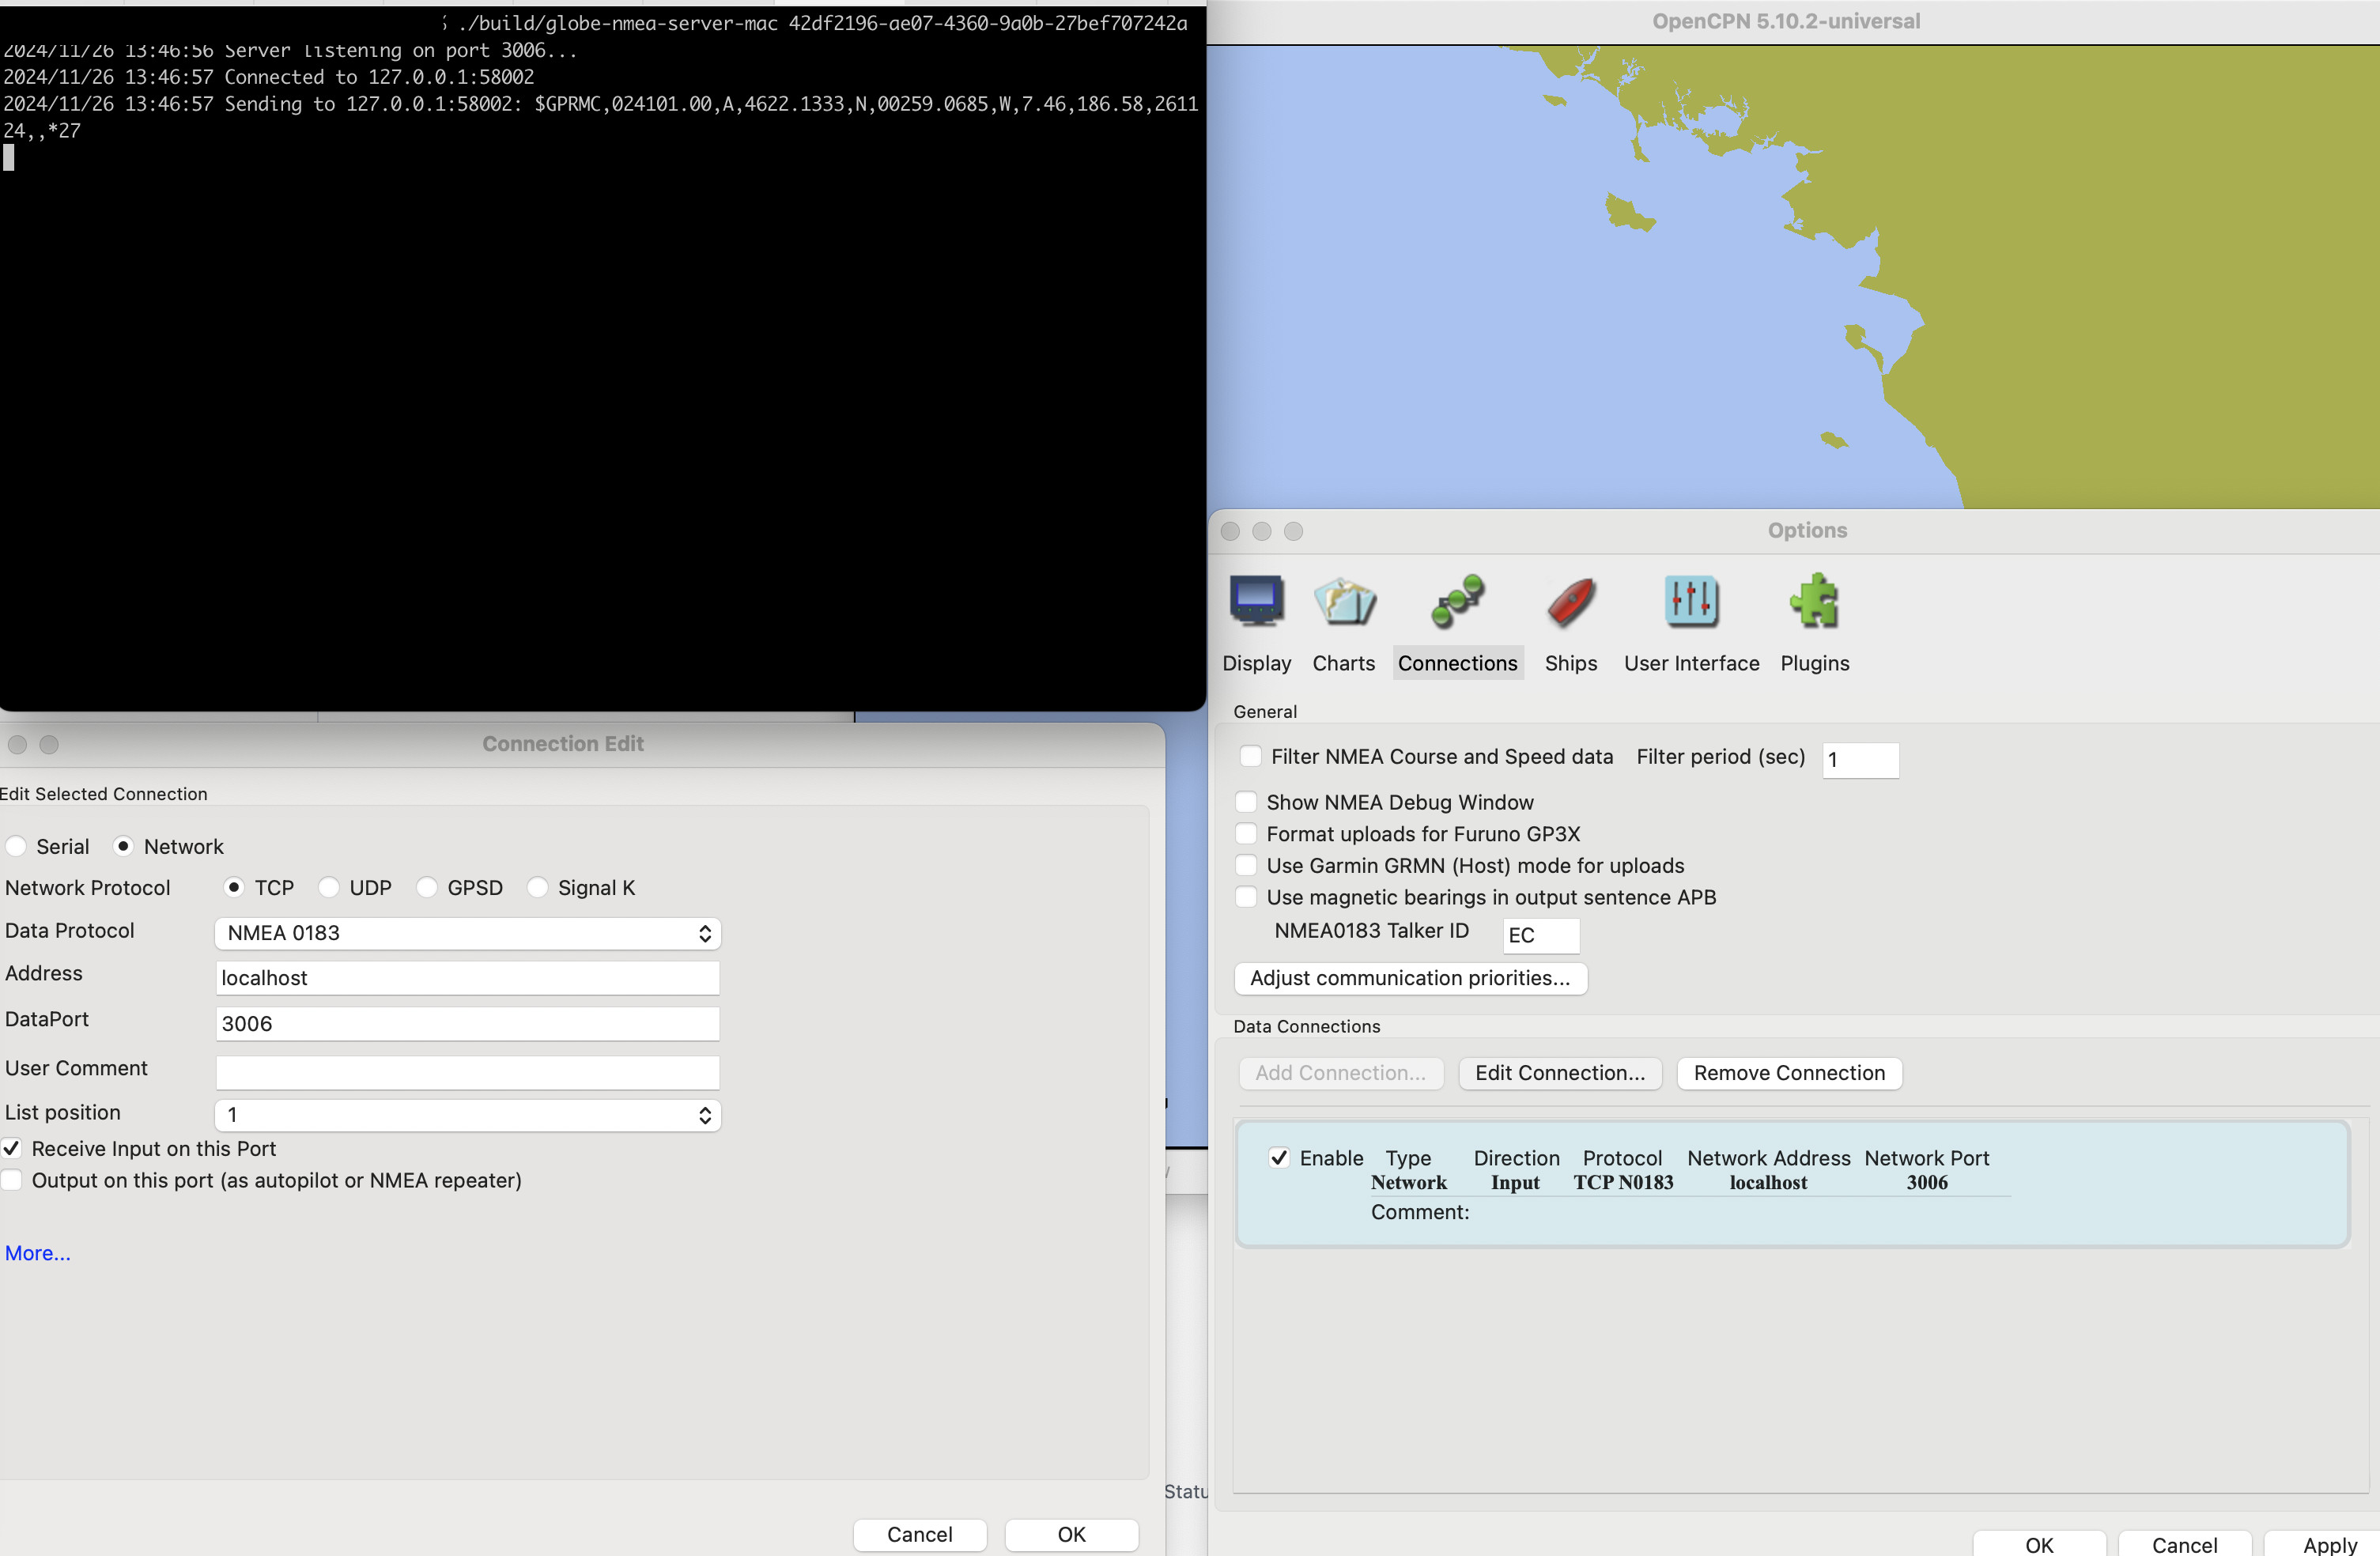 ./build/globe-nmea-server-mac 42df2196-ae07-4360-9a0b-27bef707242a
2024/11/26 13:46:56 Server listening on port 3006...
2024/11/26 13:46:57 Connected to 127.0.0.1:58002
2024/11/26 13:46:57 Sending to 127.0.0.1:58002: $GPRMC,024101.00,A,4622.1333,N,00259.0685,W,7.46,186.58,2611
24,,*27
OpenCPN 5.10.2-universal
Connection Edit
Edit Selected Connection
Serial Network
Network Protocol TCP UDP GPSD Signal K
Data Protocol NMEA 0183
Address localhost
DataPort 3006
User Comment
List position 1
Receive Input on this Port
Output on this port (as autopilot or NMEA repeater)
More...
Cancel OK
Options
Display Charts Connections Ships User Interface Plugins
General
Filter NMEA Course and Speed data Filter period (sec) 1
Show NMEA Debug Window
Format uploads for Furuno GP3X
Use Garmin GRMN (Host) mode for uploads
Use magnetic bearings in output sentence APB
NMEA0183 Talker ID EC
Adjust communication priorities...
Data Connections
Add Connection... Edit Connection... Remove Connection
Enable Type Direction Protocol Network Address Network Port
Network Input TCP N0183 localhost 3006
Comment:
OK Cancel Apply